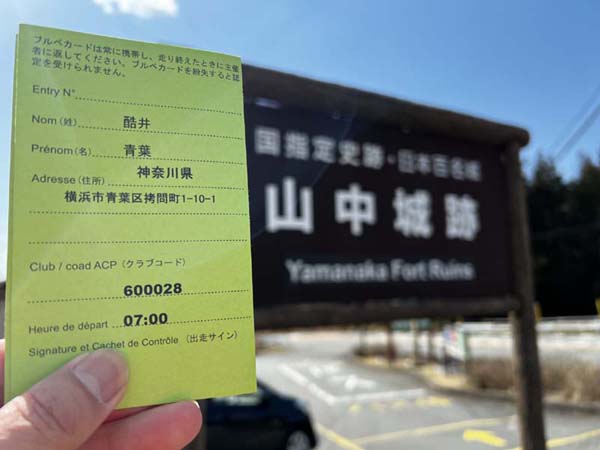 ブルベカードは常に携帯し、走り終えたときに主催
者に返してください。ブルベカードを紛失すると認
定を受けられません。
Entry N°
Nom (姓) 酷井
Prénom(名) 青葉
Adresse (住所) 神奈川県
横浜市青葉区拷問町1-10-1
Club / coad ACP (クラブコード)
600028
Heure de départ 07:00
Signature et Cachet de Contrôle (出走サイン)
国指定史跡・日本百名城
山中城跡
Yamanaka Fort Ruins